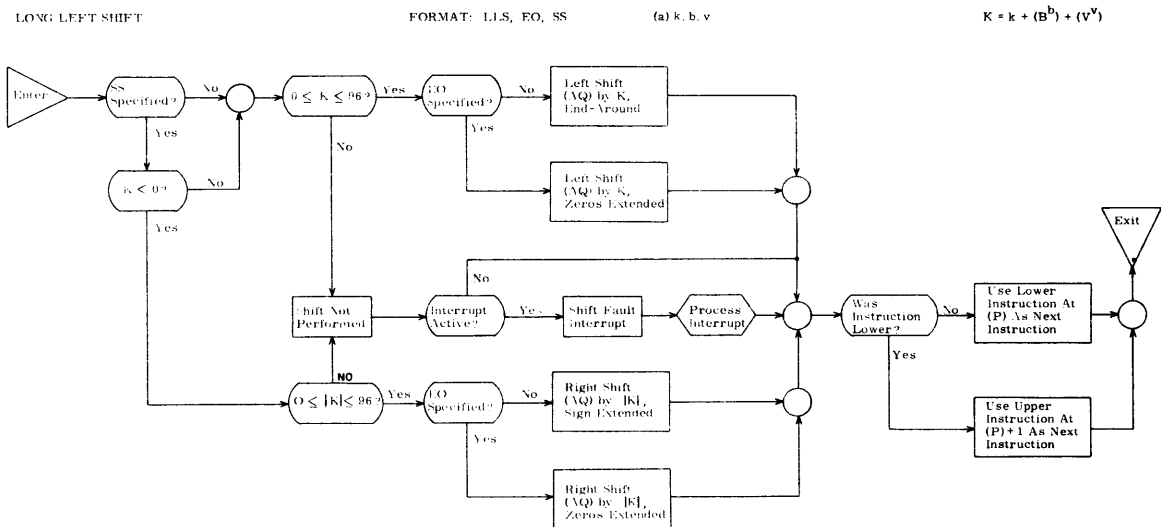 LONG LEFT SHIFT
FORMAT: LLS, EO, SS
(a) k, b, v
K = k + (B^b) + (V^v)
Enter
SS
Specified?
No
Yes
K < 0?
No
Yes
0 ≤ K ≤ 96?
Yes
No
EO
Specified?
No
Yes
Left Shift
(AQ) by K,
End-Around
Left Shift
(AQ) by K,
Zeros Extended
Shift Not
Performed
Interrupt
Active?
No
Yes
Shift Fault
Interrupt
Process
Interrupt
Was
Instruction
Lower?
No
Yes
Use Lower
Instruction At
(P) As Next
Instruction
Exit
NO
O ≤ |K| ≤ 96?
Yes
EO
Specified?
No
Yes
Right Shift
(AQ) by |K|,
Sign Extended
Right Shift
(AQ) by |K|,
Zeros Extended
Use Upper
Instruction At
(P) + 1 As Next
Instruction